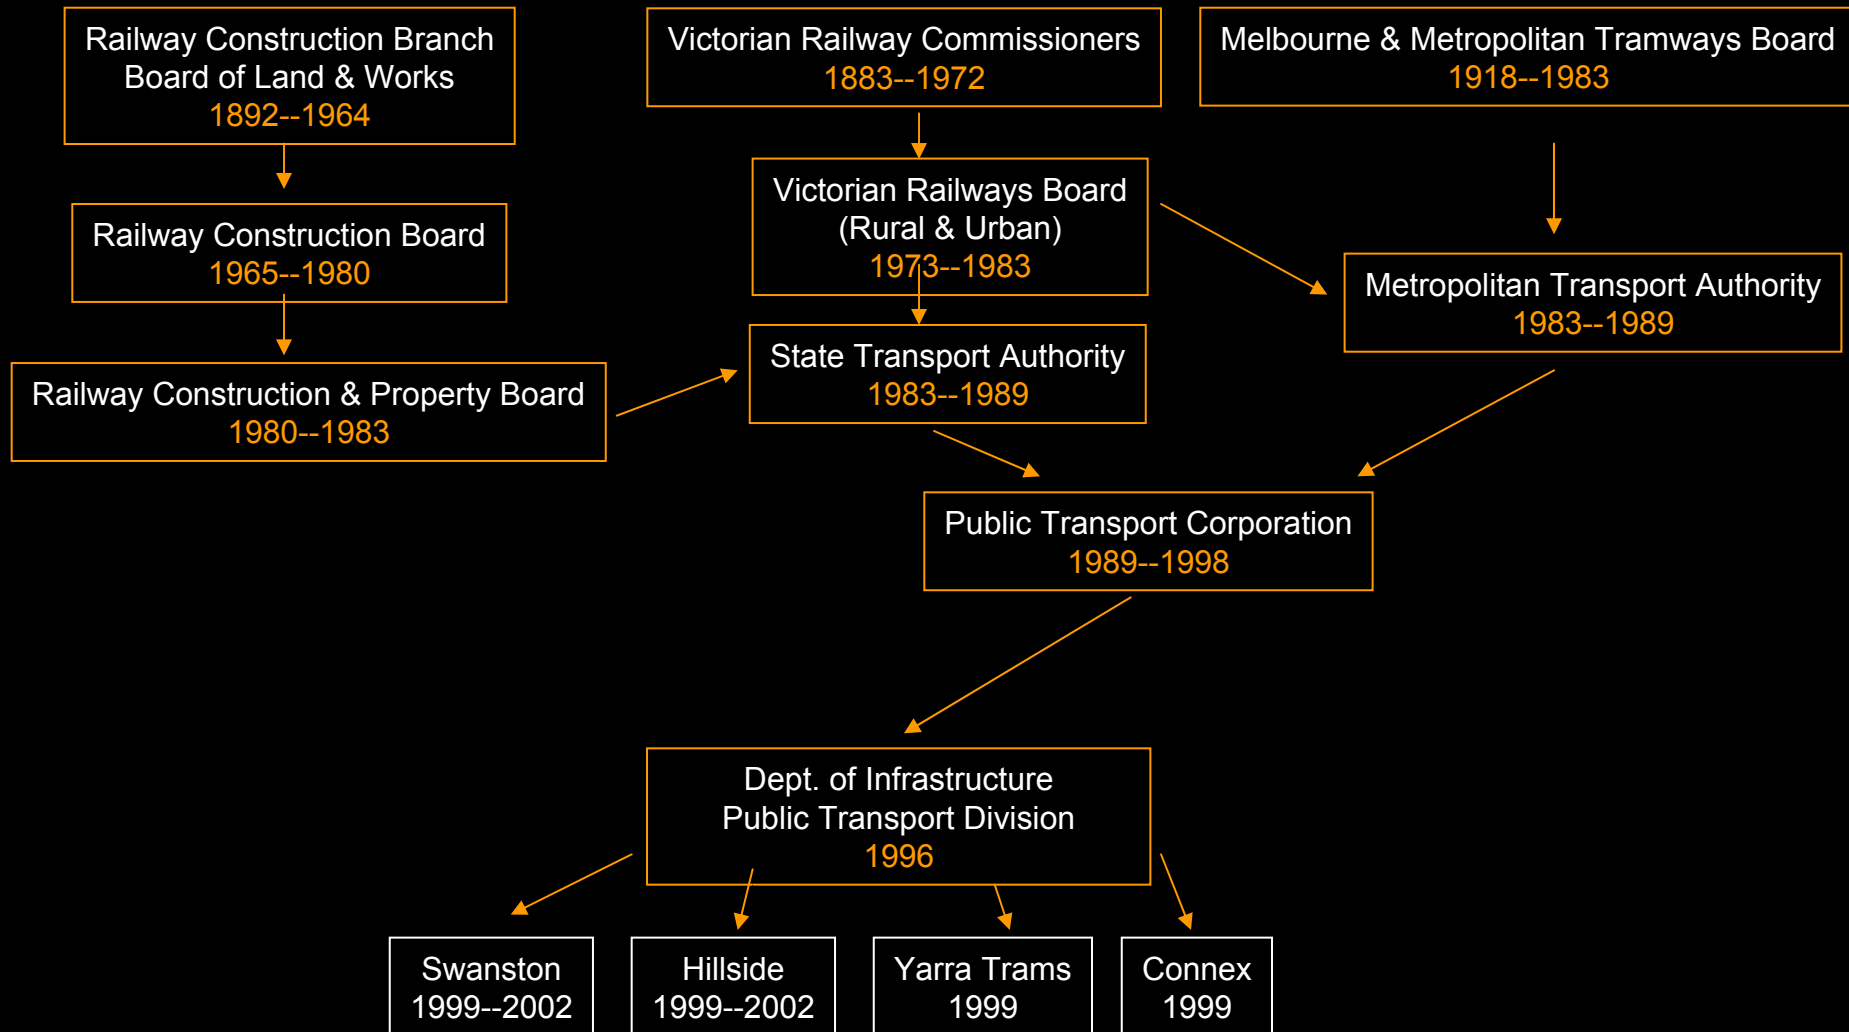 Railway Construction Branch
Board of Land & Works
1892--1964
Victorian Railway Commissioners
1883--1972
Melbourne & Metropolitan Tramways Board
1918--1983
Railway Construction Board
1965--1980
Victorian Railways Board
(Rural & Urban)
1973--1983
Metropolitan Transport Authority
1983--1989
Railway Construction & Property Board
1980--1983
State Transport Authority
1983--1989
Public Transport Corporation
1989--1998
Dept. of Infrastructure
Public Transport Division
1996
Swanston
1999--2002
Hillside
1999--2002
Yarra Trams
1999
Connex
1999